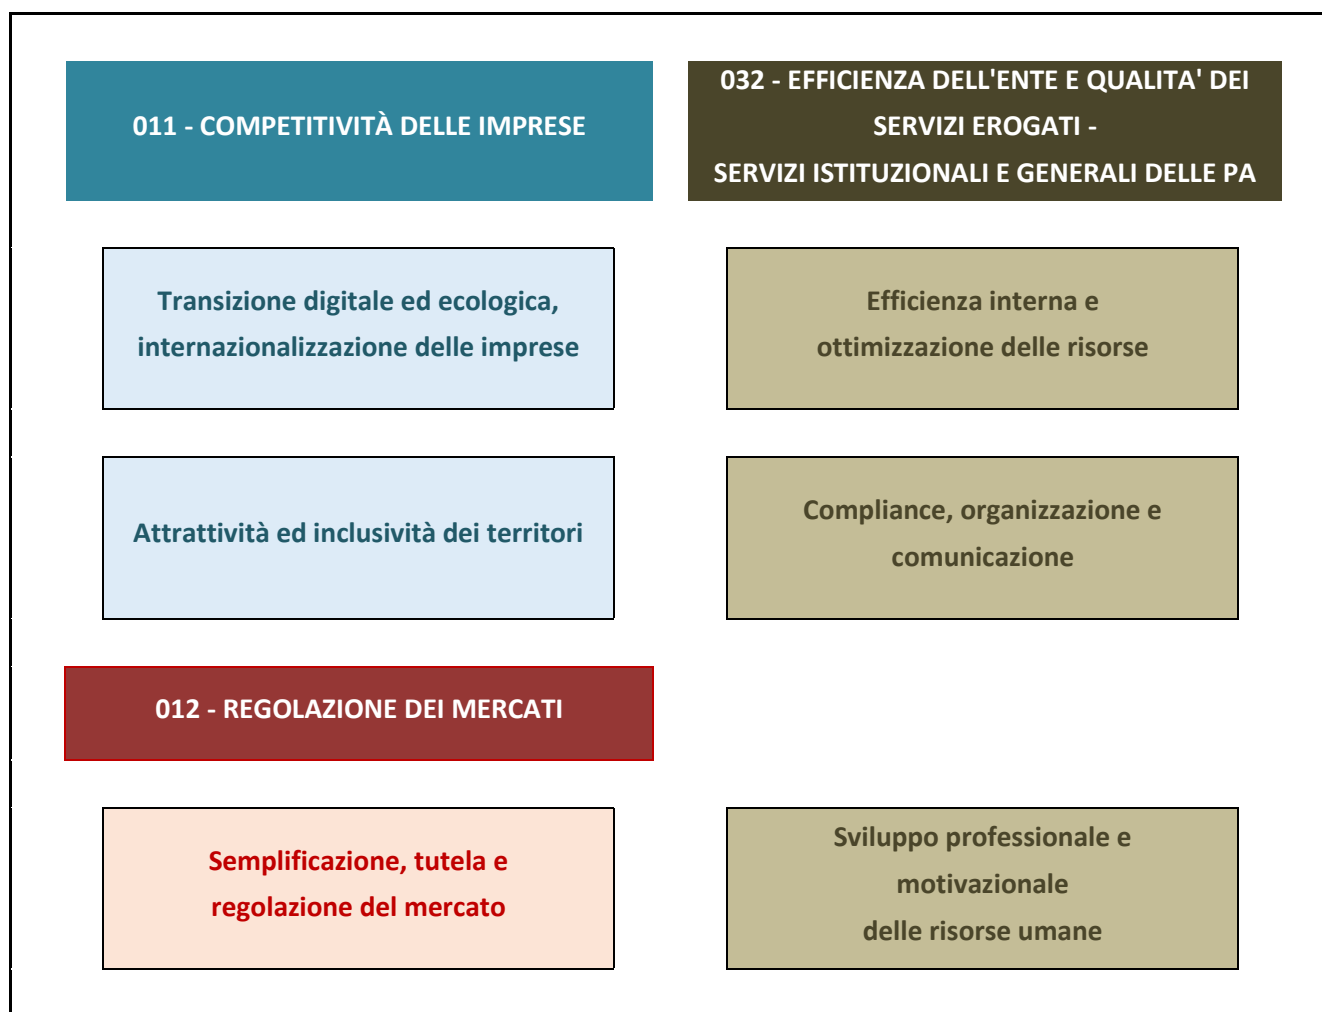 011 - COMPETITIVITÀ DELLE IMPRESE
Transizione digitale ed ecologica,
internazionalizzazione delle imprese
Attrattività ed inclusività dei territori
012 - REGOLAZIONE DEI MERCATI
Semplificazione, tutela e
regolazione del mercato
032 - EFFICIENZA DELL'ENTE E QUALITA' DEI
SERVIZI EROGATI -
SERVIZI ISTITUZIONALI E GENERALI DELLE PA
Efficienza interna e
ottimizzazione delle risorse
Compliance, organizzazione e
comunicazione
Sviluppo professionale e
motivazionale
delle risorse umane